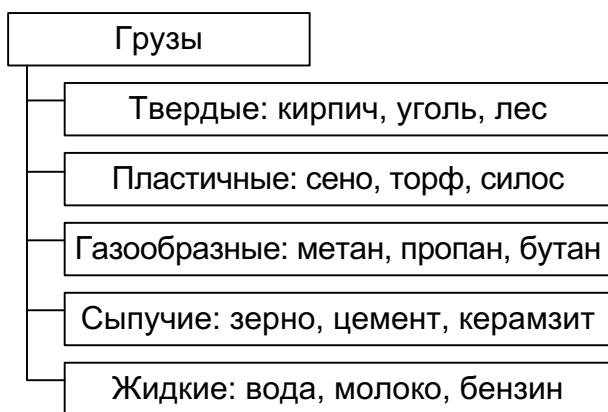 Грузы
Твердые: кирпич, уголь, лес
Пластичные: сено, торф, силос
Газообразные: метан, пропан, бутан
Сыпучие: зерно, цемент, керамзит
Жидкие: вода, молоко, бензин